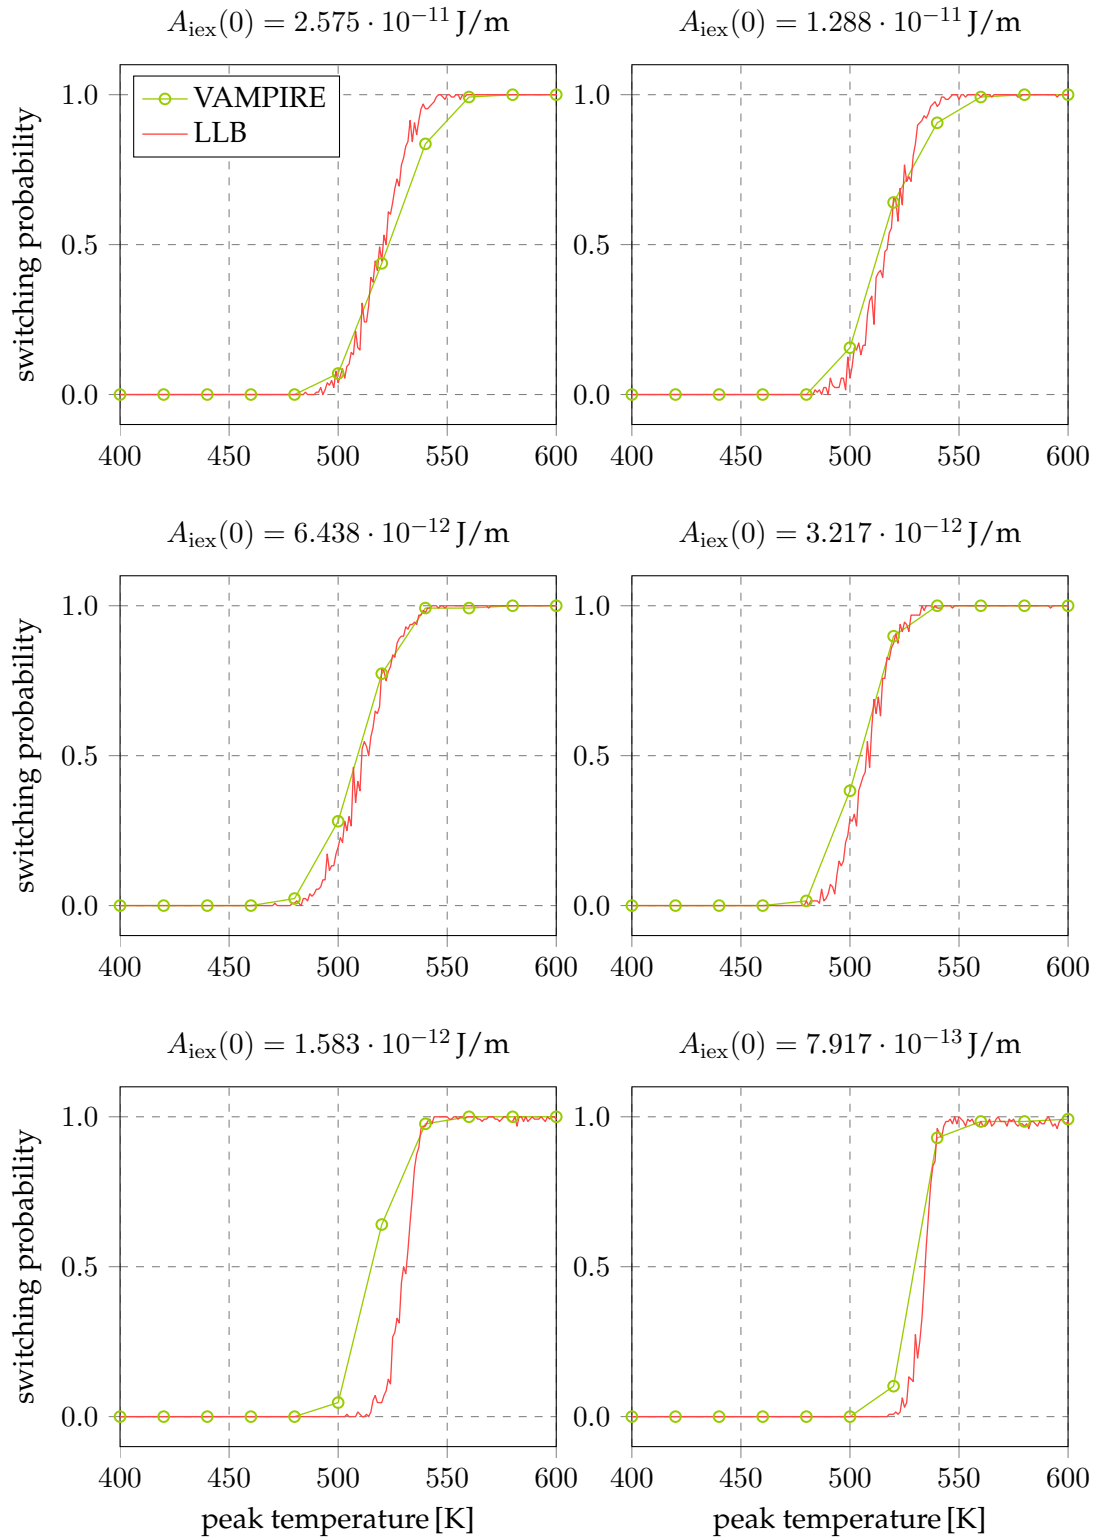 A_iex(0) = 2.575 · 10^−11 J/m
A_iex(0) = 1.288 · 10^−11 J/m
VAMPIRE
LLB
switching probability
1.0
0.5
0.0
400 450 500 550 600
1.0
0.5
0.0
400 450 500 550 600
switching probability
A_iex(0) = 6.438 · 10^−12 J/m
A_iex(0) = 3.217 · 10^−12 J/m
switching probability
1.0
0.5
0.0
400 450 500 550 600
1.0
0.5
0.0
400 450 500 550 600
switching probability
A_iex(0) = 1.583 · 10^−12 J/m
A_iex(0) = 7.917 · 10^−13 J/m
switching probability
1.0
0.5
0.0
400 450 500 550 600
peak temperature [K]
1.0
0.5
0.0
400 450 500 550 600
switching probability
peak temperature [K]